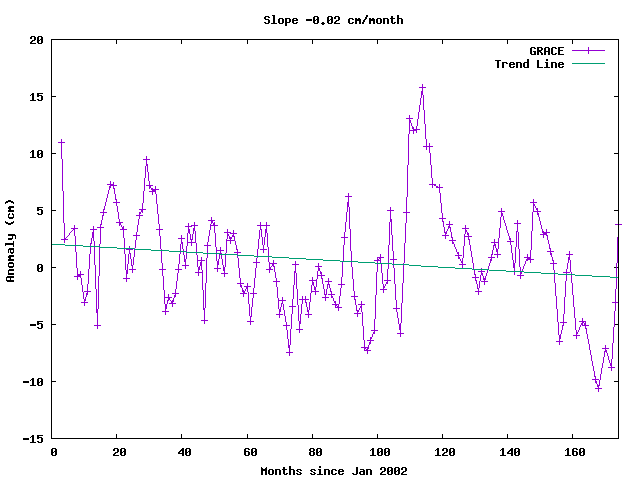 Slope -0.02 cm/month
GRACE
Trend Line
20
15
10
5
0
-5
-10
-15
Anomaly (cm)
0 20 40 60 80 100 120 140 160
Months since Jan 2002